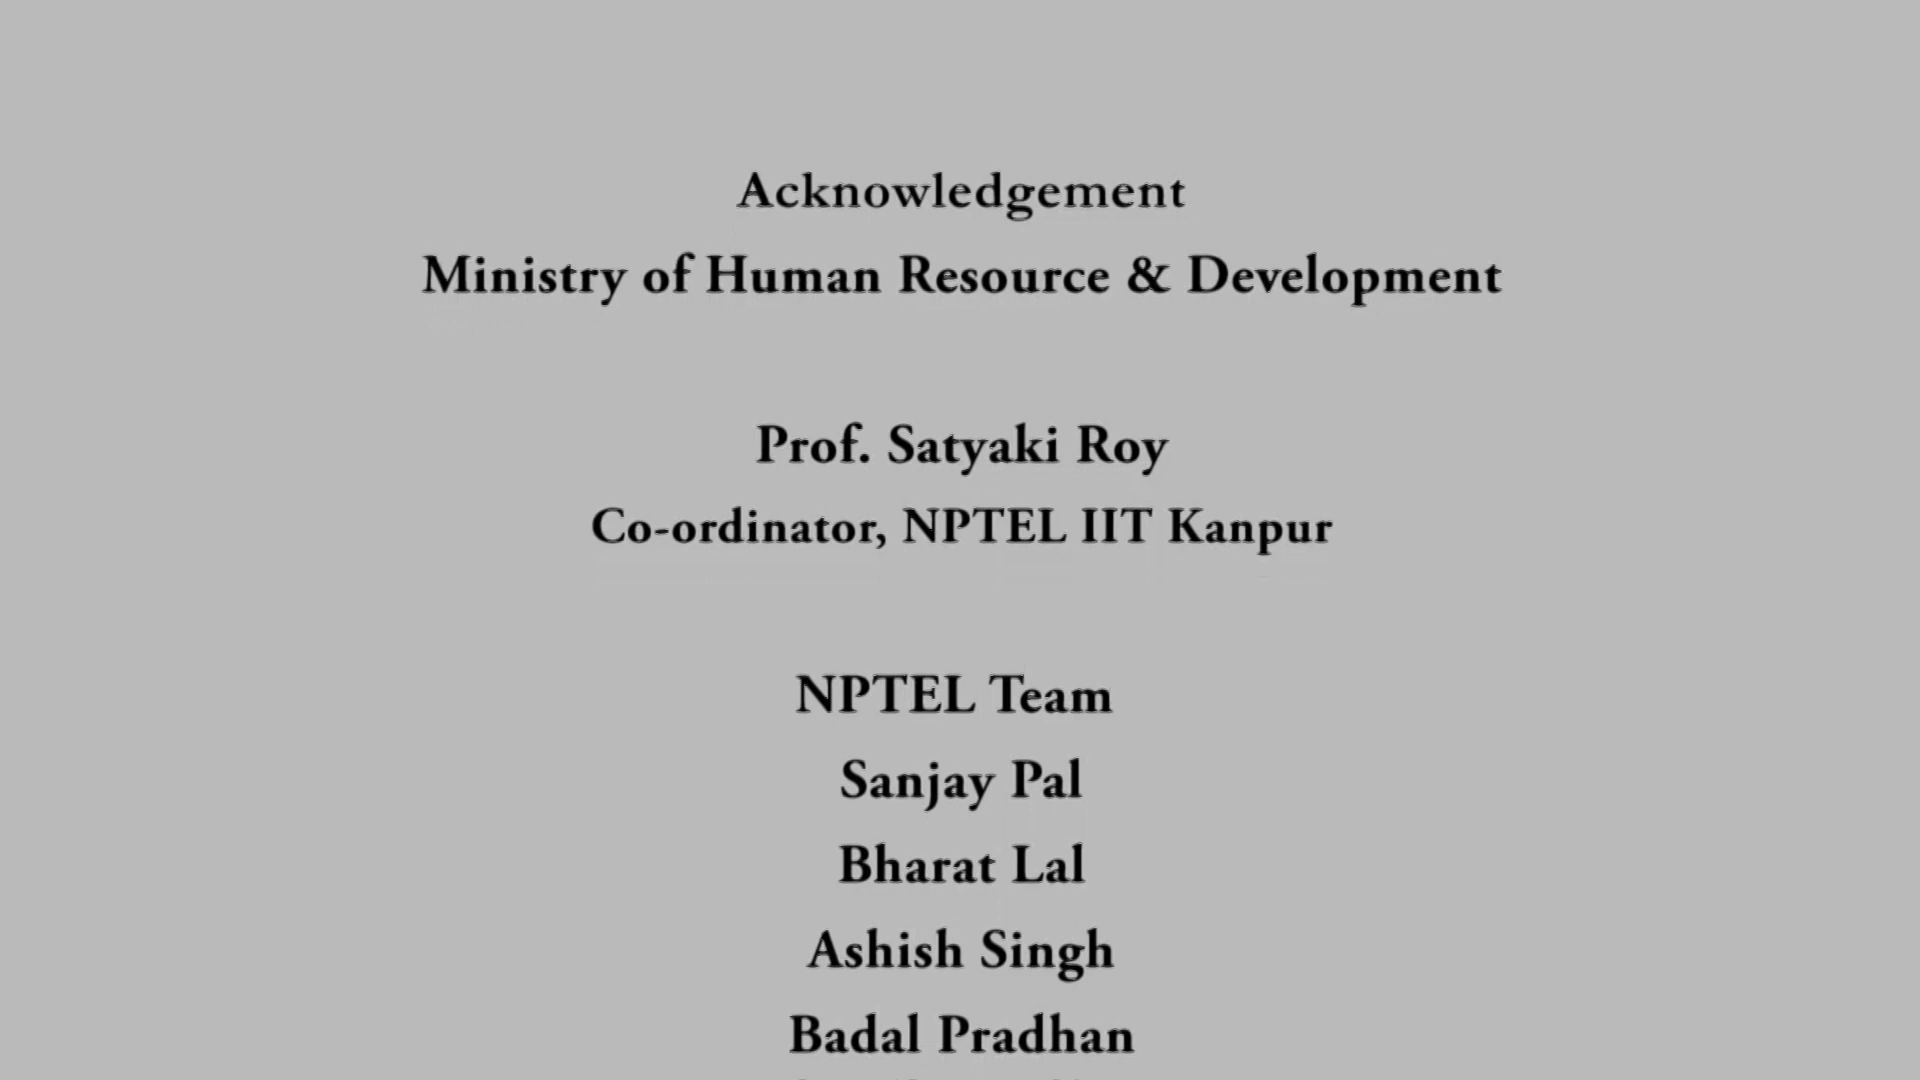 Acknowledgement
Ministry of Human Resource & Development
Prof. Satyaki Roy
Co-ordinator, NPTEL IIT Kanpur
NPTEL Team
Sanjay Pal
Bharat Lal
Ashish Singh
Badal Pradhan